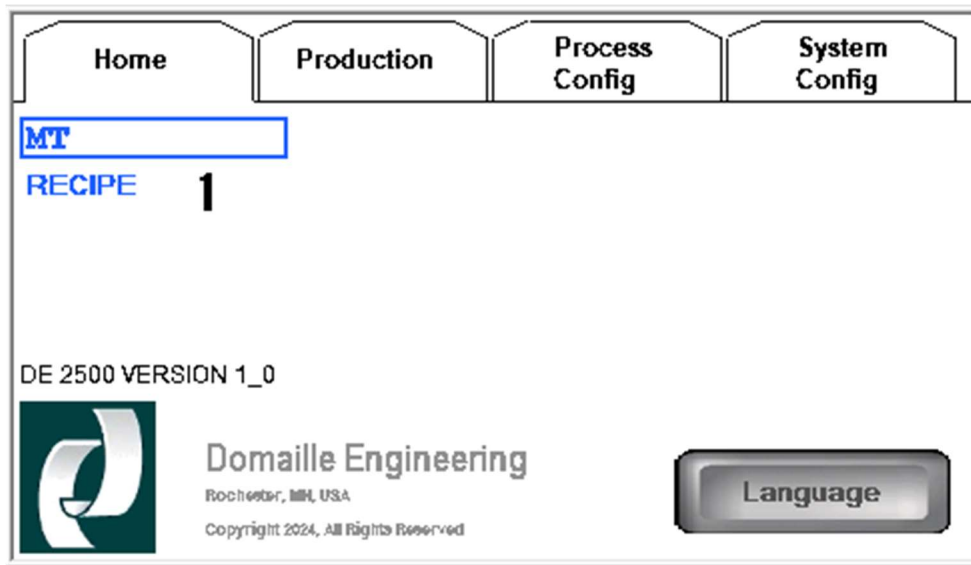 Home
Production
Process
Config
System
Config
MT
RECIPE 1
DE 2500 VERSION 1_0
Domaille Engineering
Rochester, MN, USA
Copyright 2024, All Rights Reserved
Language